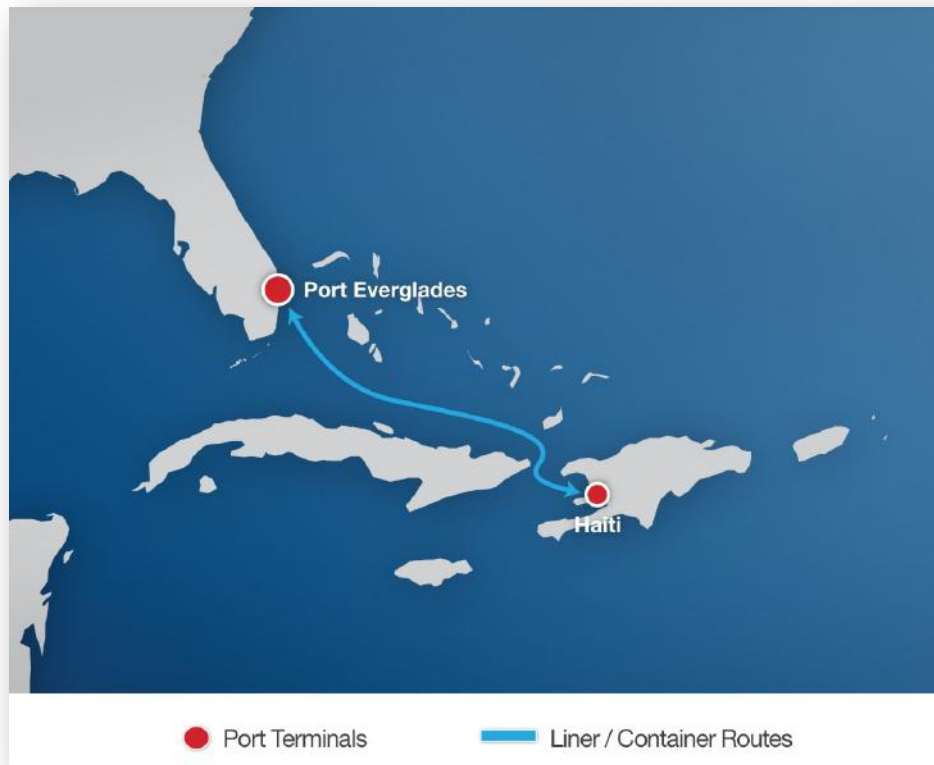 Port Everglades
Haiti
Port Terminals
Liner / Container Routes